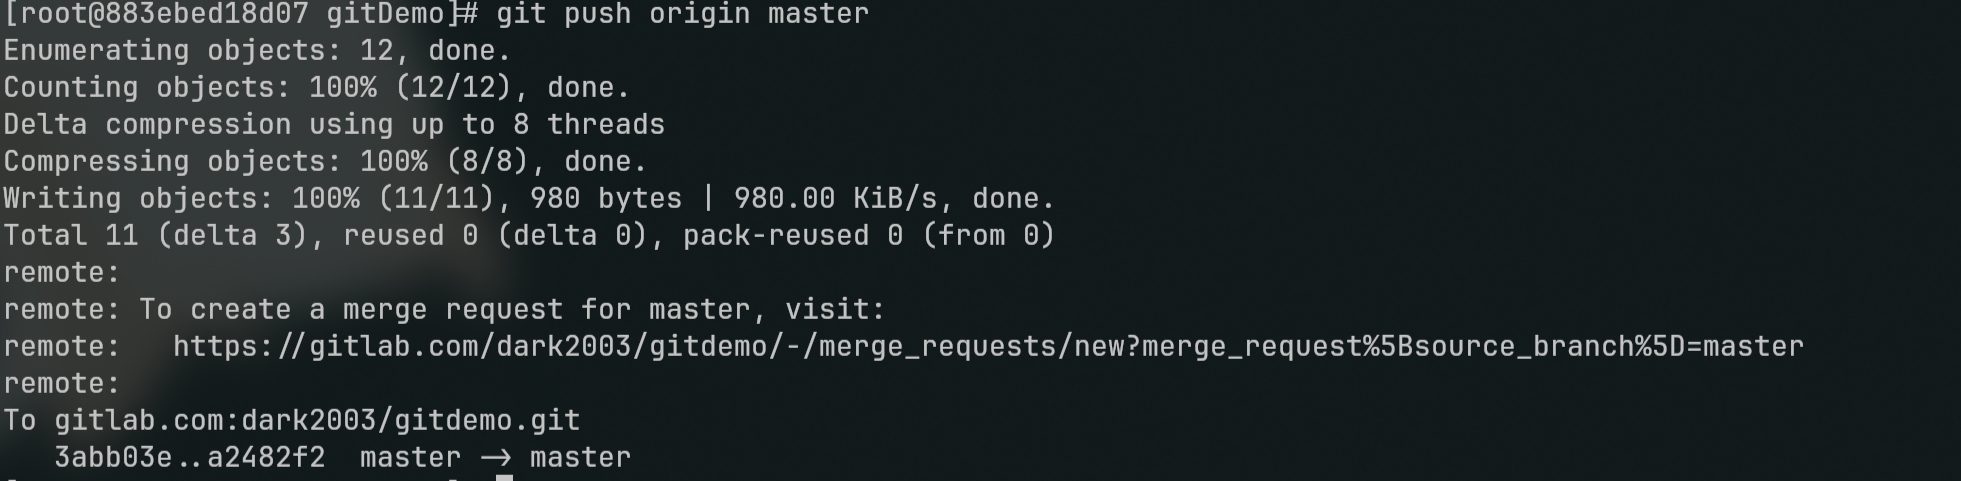 [root@883ebed18d07 gitDemo]# git push origin master
Enumerating objects: 12, done.
Counting objects: 100% (12/12), done.
Delta compression using up to 8 threads
Compressing objects: 100% (8/8), done.
Writing objects: 100% (11/11), 980 bytes | 980.00 KiB/s, done.
Total 11 (delta 3), reused 0 (delta 0), pack-reused 0 (from 0)
remote:
remote: To create a merge request for master, visit:
remote:   https://gitlab.com/dark2003/gitdemo/-/merge_requests/new?merge_request%5Bsource_branch%5D=master
remote:
To gitlab.com:dark2003/gitdemo.git
   3abb03e..a2482f2  master -> master